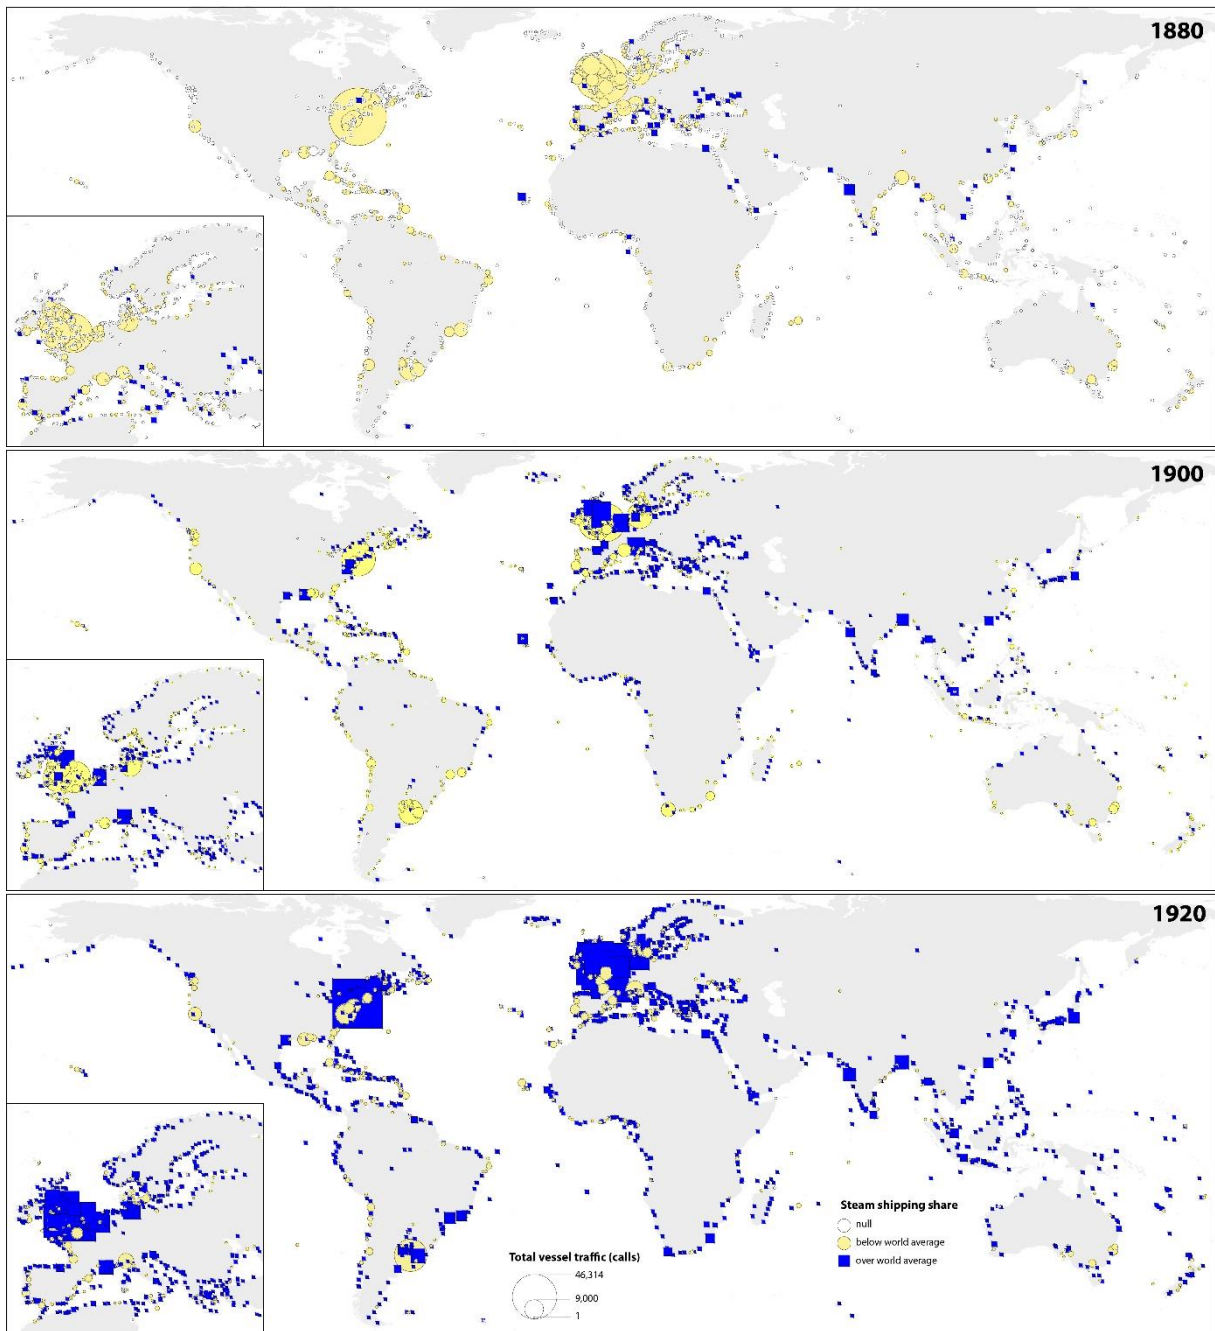 1880
1900
1920
Total vessel traffic (calls)
46,314
9,000
1
Steam shipping share
null
below world average
over world average